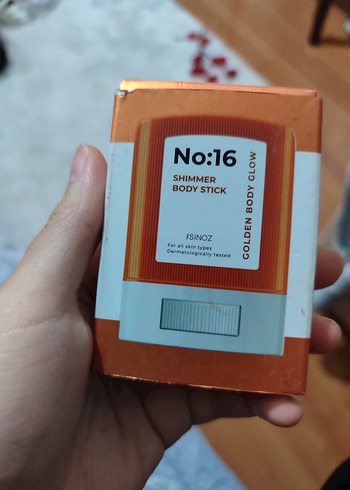 No:16
SHIMMER
BODY STICK
GOLDEN BODY GLOW
SINOZ
For all skin types
Dermatologically tested